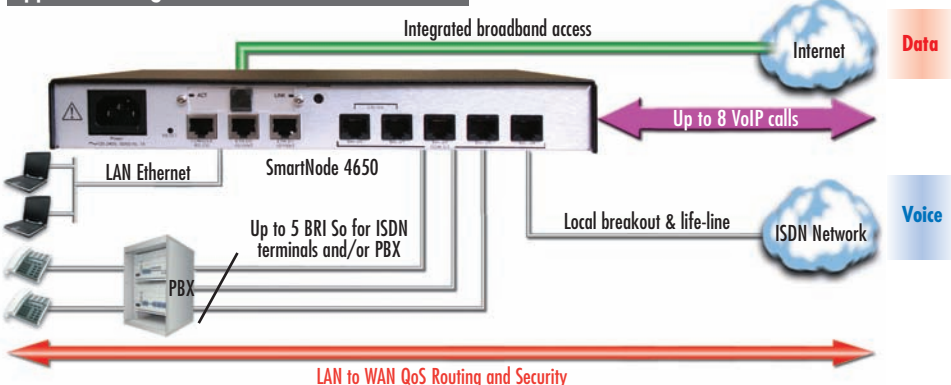 Integrated broadband access
Internet
Data
ACT
LINK
Up to 8 VoIP calls
LAN Ethernet
SmartNode 4650
Up to 5 BRI So for ISDN
terminals and/or PBX
Local breakout & life-line
ISDN Network
Voice
PBX
LAN to WAN QoS Routing and Security